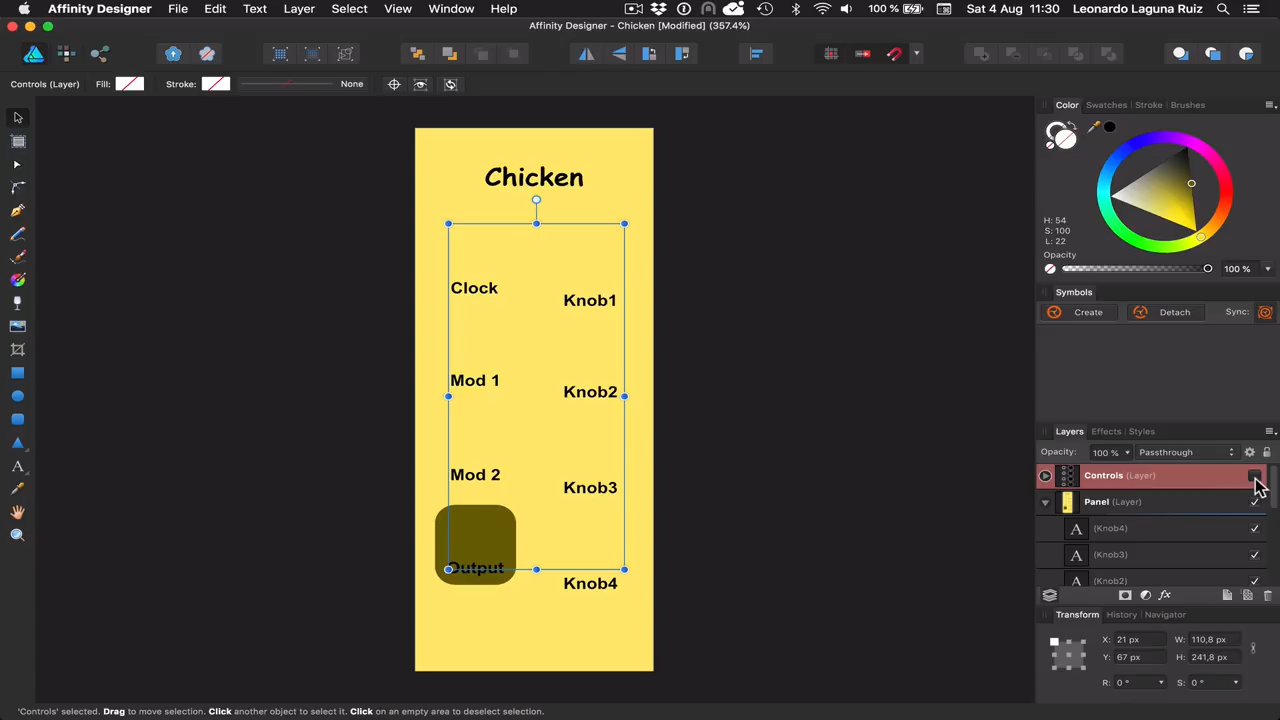 Affinity Designer File Edit Text Layer Select Arrange View Window Help 100 % Sat 4 Aug 11:30 Leonardo Laguna Ruiz
Affinity Designer - Chicken [Modified] (357.4%)
Controls (Layer) Fill: Stroke: None
Color Swatches Stroke Brushes
H: 54
S: 100
L: 22
Opacity
100 %
Symbols
Create Detach Sync:
Chicken
Clock
Knob1
Mod 1
Knob2
Mod 2
Knob3
Output
Knob4
Layers Effects Styles
Opacity: 100 % Passthrough
Controls (Layer)
Panel (Layer)
(Knob4)
(Knob3)
(Knob2)
Transform History Navigator
X: 21 px W: 110,8 px
Y: 67 px H: 241,8 px
R: 0 ° S: 0 °
'Controls' selected. Drag to move selection. Click another object to select it. Click on an empty area to deselect selection.